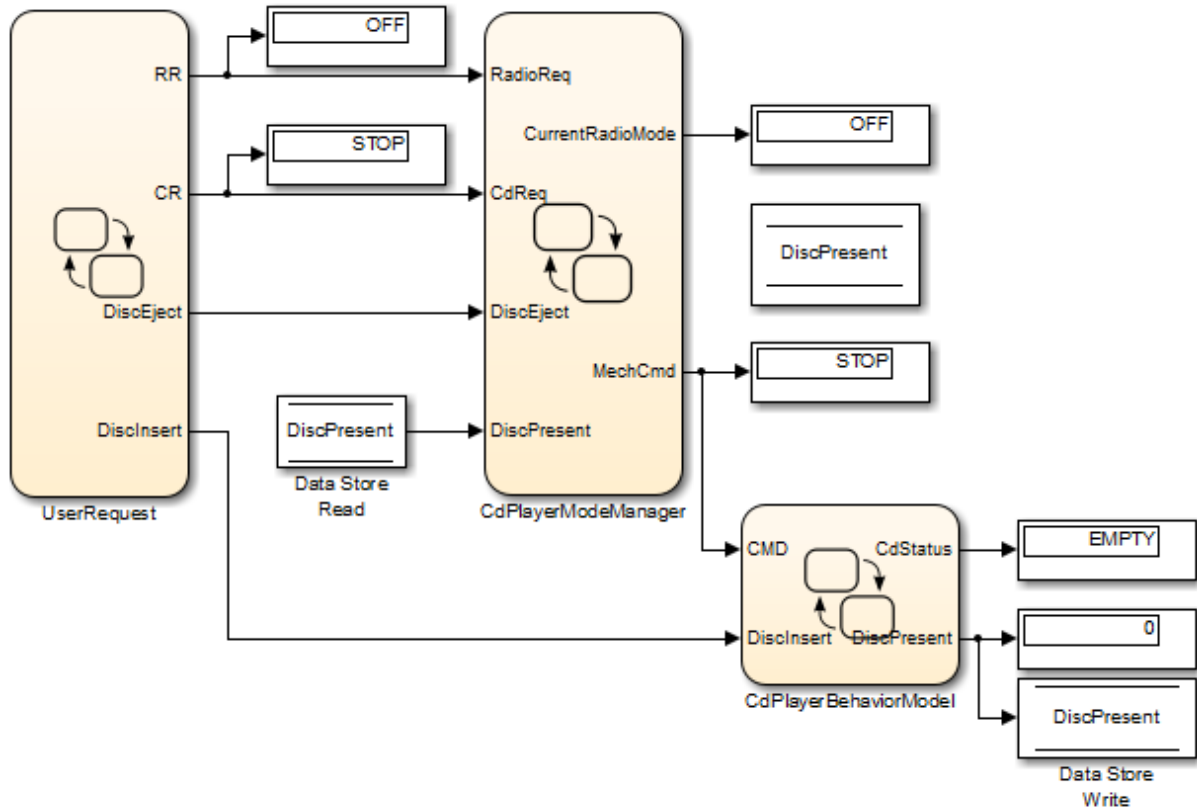 OFF
RR
RadioReq
CurrentRadioMode
OFF
STOP
CR
CdReq
DiscPresent
DiscEject
DiscEject
MechCmd
STOP
DiscInsert
DiscPresent
DiscPresent
Data Store
Read
UserRequest
CdPlayerModeManager
CMD
CdStatus
EMPTY
DiscInsert
DiscPresent
0
CdPlayerBehaviorModel
DiscPresent
Data Store
Write